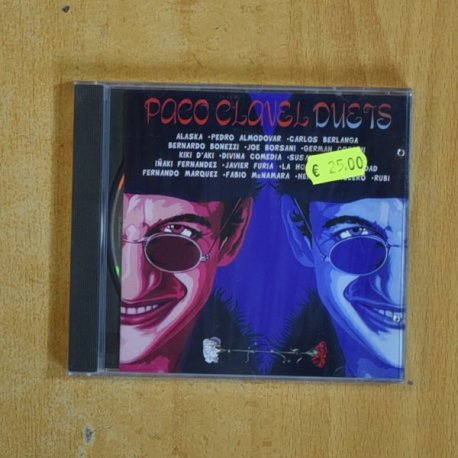 PACO CLAVEL DUETS
ALASKA · PEDRO ALMODOVAR · CARLOS BERLANGA
BERNARDO BONEZZI · JOE BORSANI · GERMAN
KIKI D'AKI · DIVINA COMEDIA
IÑAKI FERNANDEZ · JAVIER FURIA · LA
FERNANDO MARQUEZ · FABIO McNAMARA · RUBI
€ 25,00